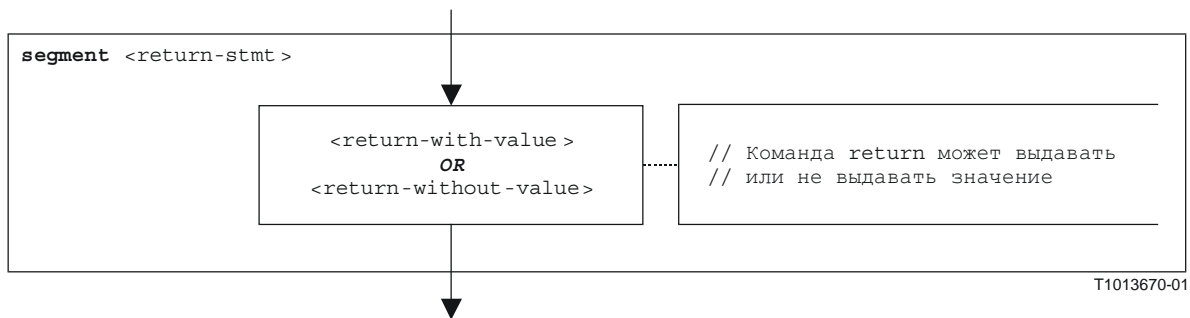 segment <return-stmt>
<return-with-value>
OR
<return-without-value>
// Команда return может выдавать
// или не выдавать значение
T1013670-01